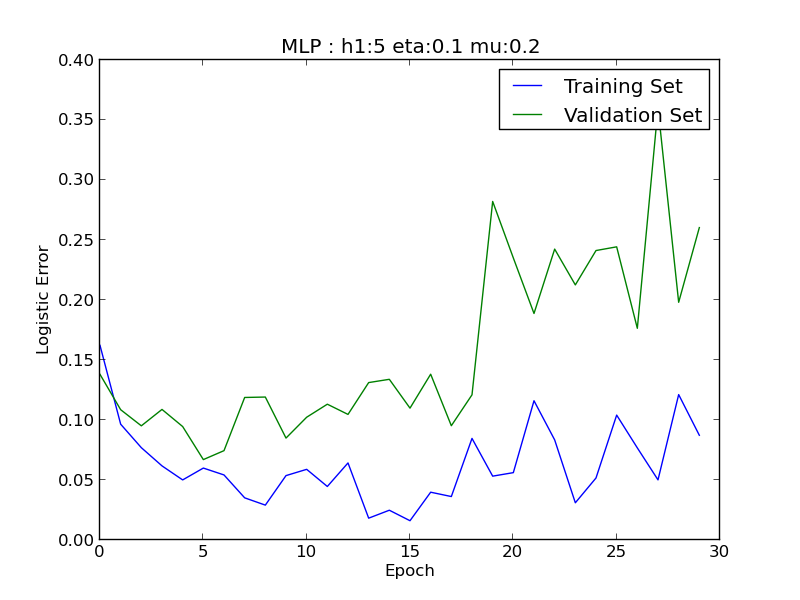 MLP : h1:5 eta:0.1 mu:0.2
0.40
Training Set
Validation Set
0.35
0.30
0.25
0.20
0.15
0.10
0.05
0.00
Logistic Error
0 5 10 15 20 25 30
Epoch